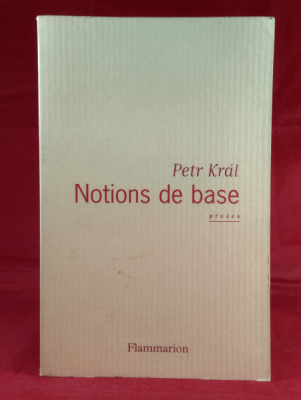 Petr Král
Notions de base
proses
Flammarion